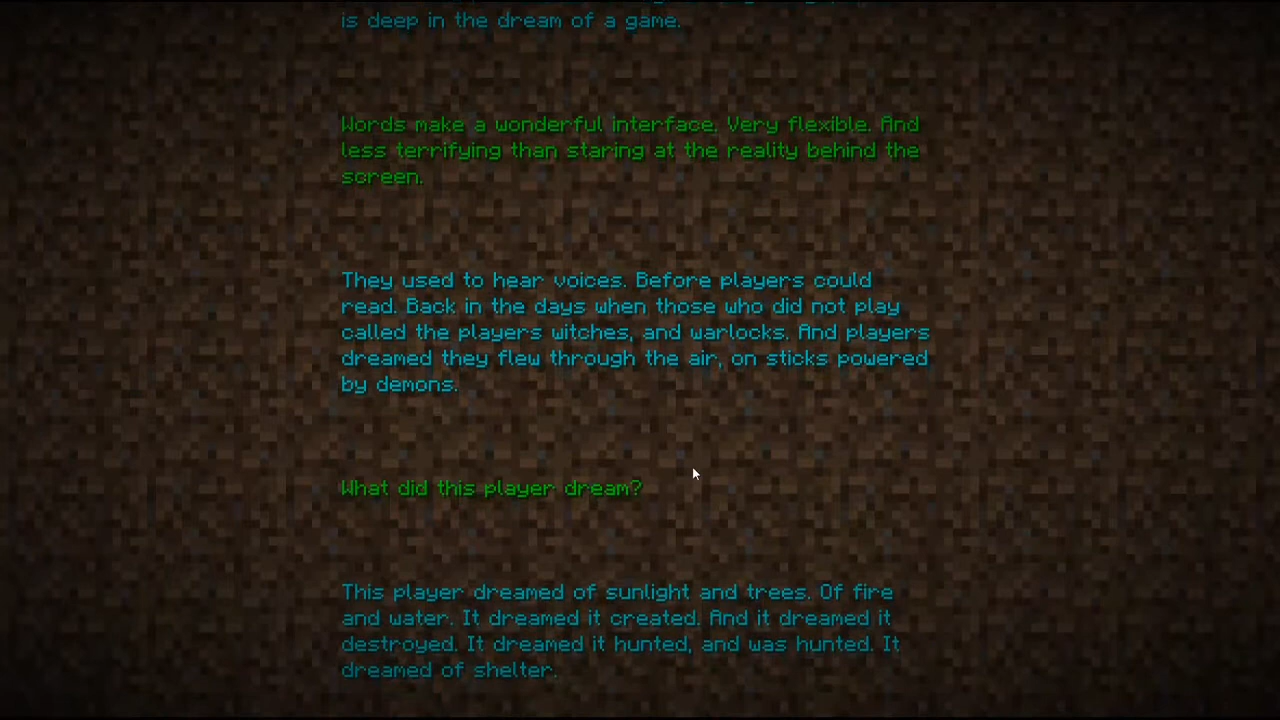 is deep in the dream of a game.
Words make a wonderful interface. Very flexible. And
less terrifying than staring at the reality behind the
screen.
They used to hear voices. Before players could
read. Back in the days when those who did not play
called the players witches, and warlocks. And players
dreamed they flew through the air, on sticks powered
by demons.
What did this player dream?
This player dreamed of sunlight and trees. Of fire
and water. It dreamed it created. And it dreamed it
destroyed. It dreamed it hunted, and was hunted. It
dreamed of shelter.